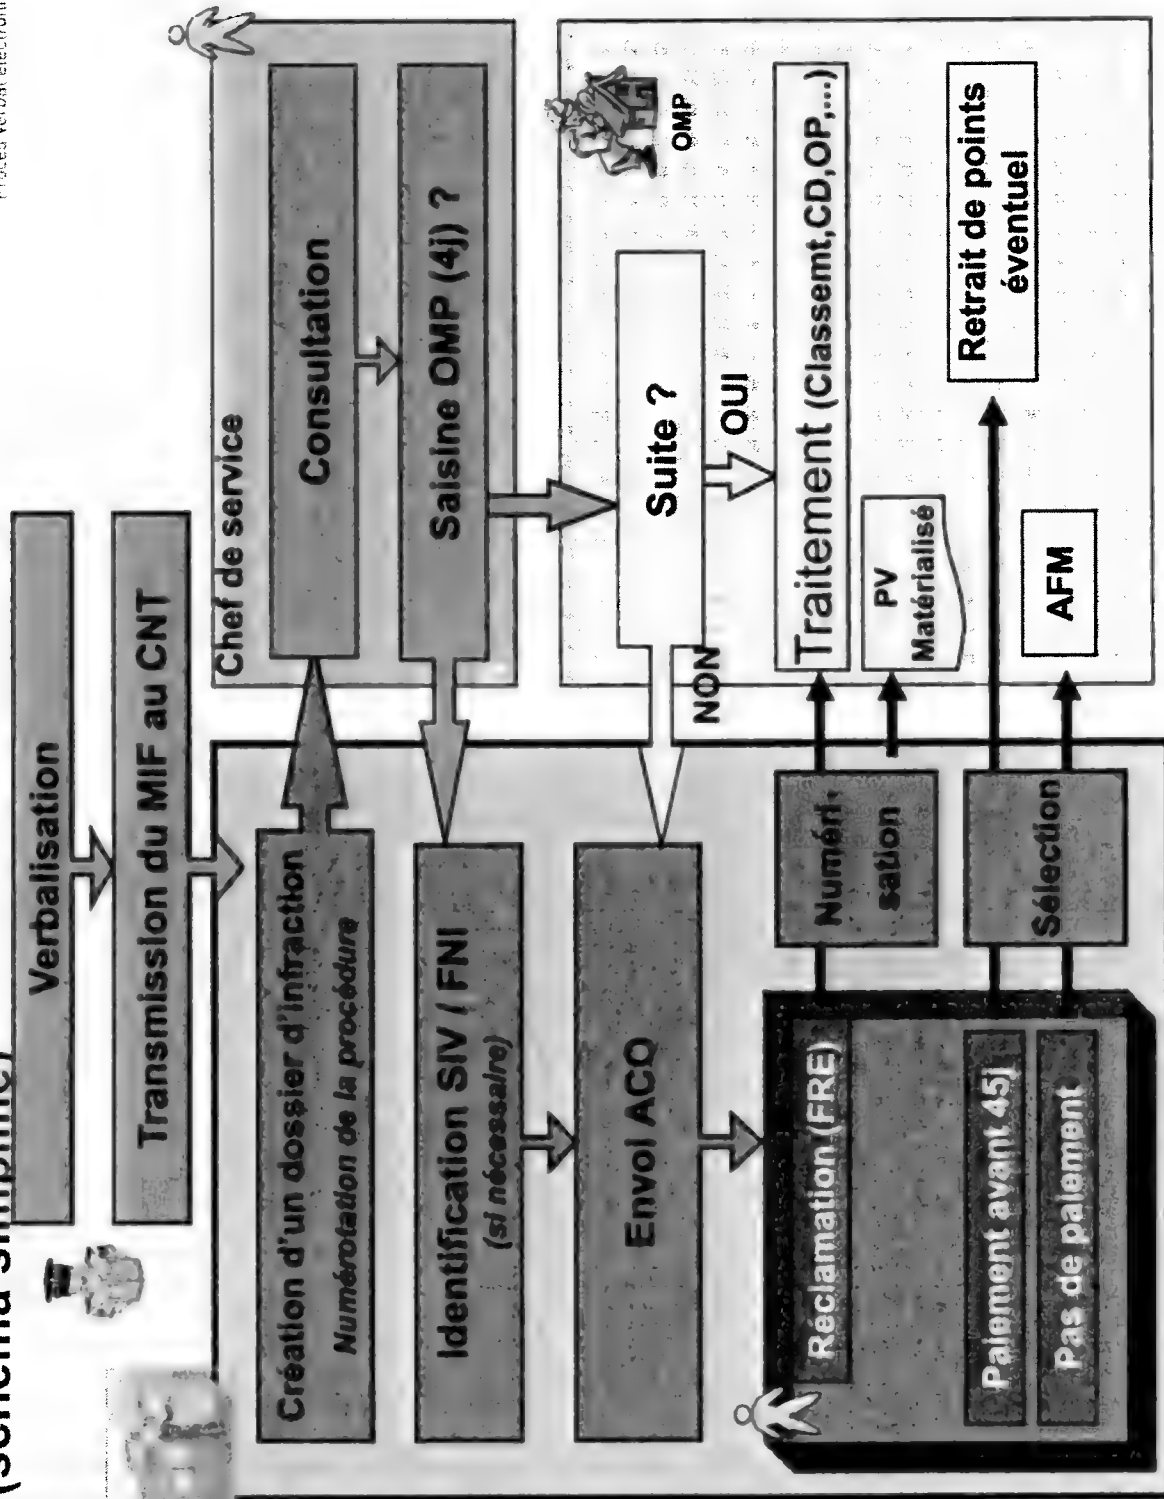 (schéma simplifié)
Verbalisation
Transmission du MIF au CNT
Chef de service
Création d'un dossier d'infraction
Numérotation de la procédure
Consultation
Saisine OMP (4j) ?
Identification SIV / FNI
(si nécessaire)
Envoi ACO
OMP
Suite ?
NON
OUI
Traitement (Classemt,CD,OP,...)
Réclamation (FRE)
Numéri-
sation
PV
Matérialisé
Paiement avant 45j
Pas de paiement
Sélection
Retrait de points
éventuel
AFM